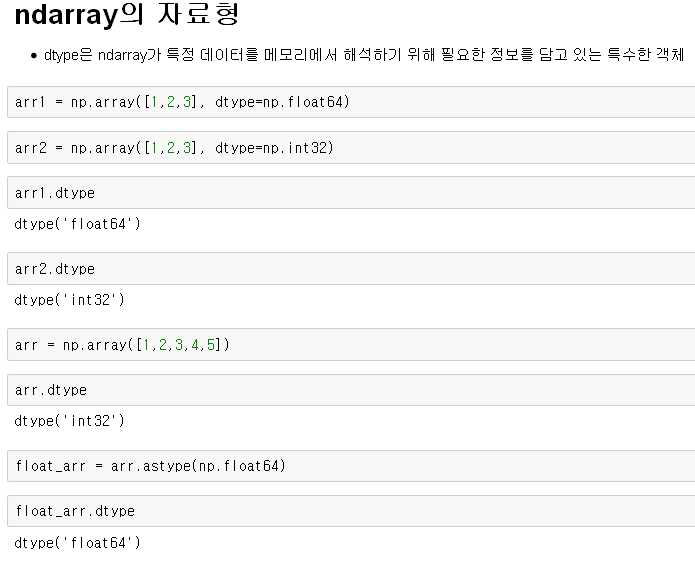 ndarray의 자료형
• dtype은 ndarray가 특정 데이터를 메모리에서 해석하기 위해 필요한 정보를 담고 있는 특수한 객체
arr1 = np.array([1,2,3], dtype=np.float64)
arr2 = np.array([1,2,3], dtype=np.int32)
arr1.dtype
dtype('float64')
arr2.dtype
dtype('int32')
arr = np.array([1,2,3,4,5])
arr.dtype
dtype('int32')
float_arr = arr.astype(np.float64)
float_arr.dtype
dtype('float64')